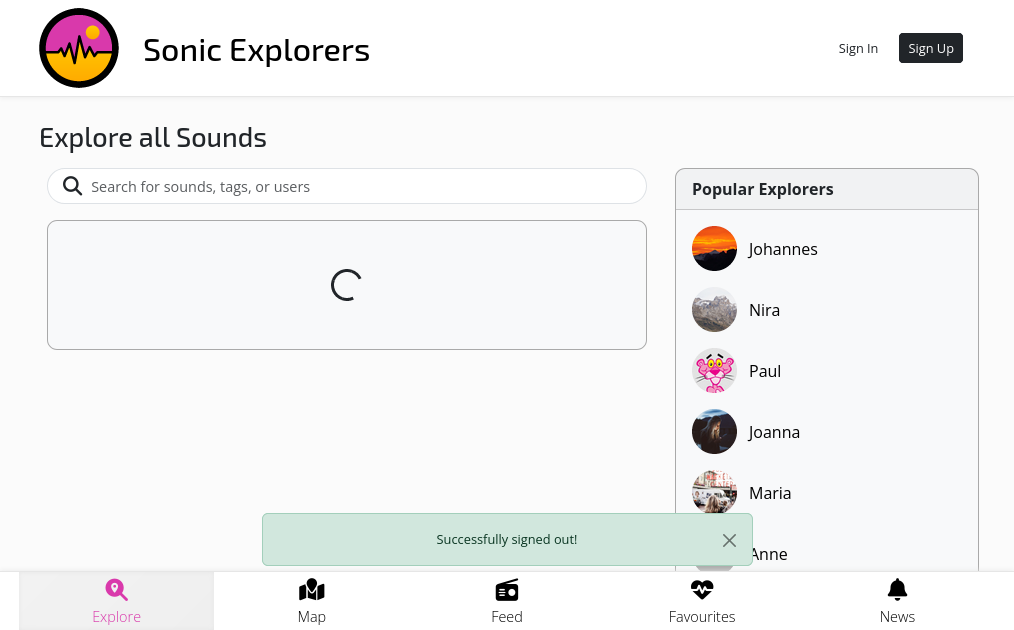 Sonic Explorers
Sign In
Sign Up
Explore all Sounds
Search for sounds, tags, or users
Popular Explorers
Johannes
Nira
Paul
Joanna
Maria
Anne
Successfully signed out!
Explore
Map
Feed
Favourites
News